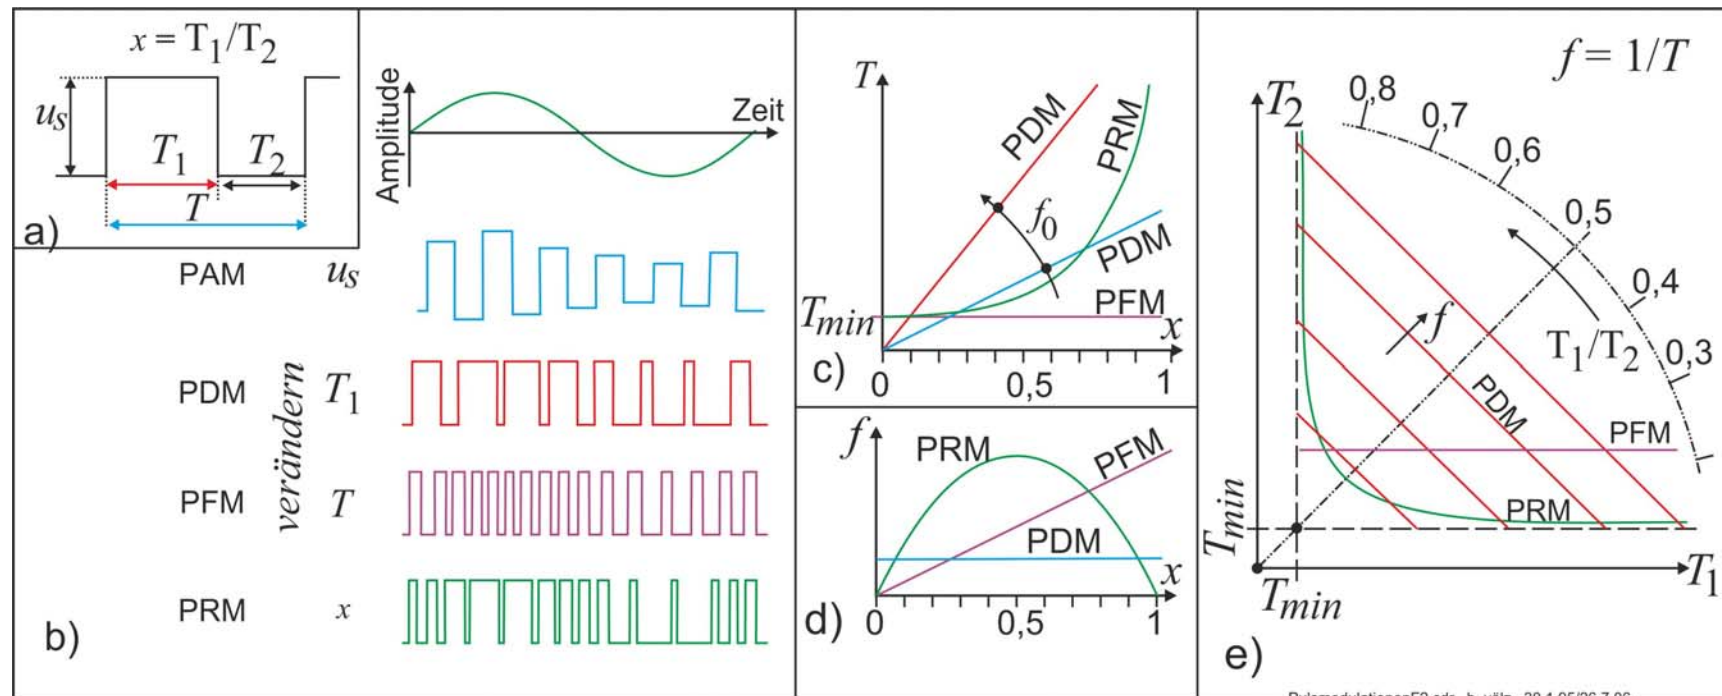 x = T1/T2
us
T1
T2
T
a)
Amplitude
Zeit
PAM
us
PDM
T1
PFM
T
PRM
x
verändern
b)
T
PDM
PRM
f0
PDM
PFM
Tmin
x
0
0,5
1
c)
f
PRM
PFM
PDM
x
0
0,5
1
d)
f = 1/T
T2
0,8
0,7
0,6
0,5
0,4
0,3
T1/T2
f
PDM
PFM
PRM
Tmin
Tmin
T1
e)